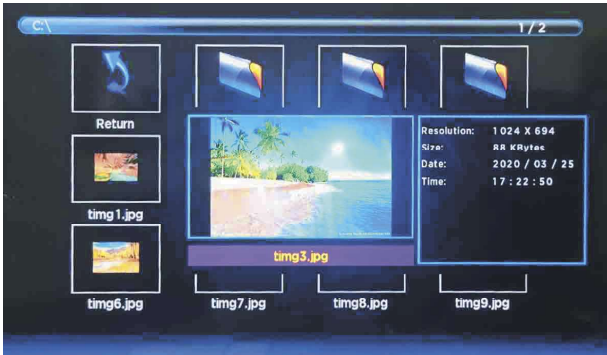 C:\
1/2
Return
Resolution: 1024 X 694
Size: 88 KBytes
Date: 2020 / 03 / 25
Time: 17 : 22 : 50
timg1.jpg
timg3.jpg
timg6.jpg
timg7.jpg
timg8.jpg
timg9.jpg